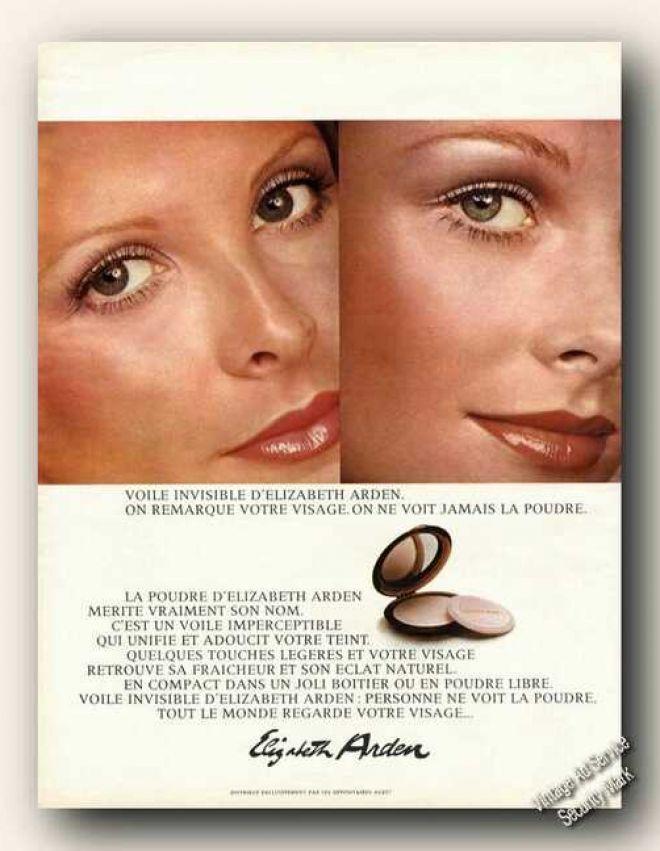 VOILE INVISIBLE D'ELIZABETH ARDEN.
ON REMARQUE VOTRE VISAGE. ON NE VOIT JAMAIS LA POUDRE.
LA POUDRE D'ELIZABETH ARDEN
MERITE VRAIMENT SON NOM.
C'EST UN VOILE IMPERCEPTIBLE
QUI UNIFIE ET ADOUCIT VOTRE TEINT.
QUELQUES TOUCHES LEGERES ET VOTRE VISAGE
RETROUVE SA FRAICHEUR ET SON ECLAT NATUREL.
EN COMPACT DANS UN JOLI BOITIER OU EN POUDRE LIBRE.
VOILE INVISIBLE D'ELIZABETH ARDEN : PERSONNE NE VOIT LA POUDRE,
TOUT LE MONDE REGARDE VOTRE VISAGE...
Elizabeth Arden
Vintage Ad Service
Security Mark